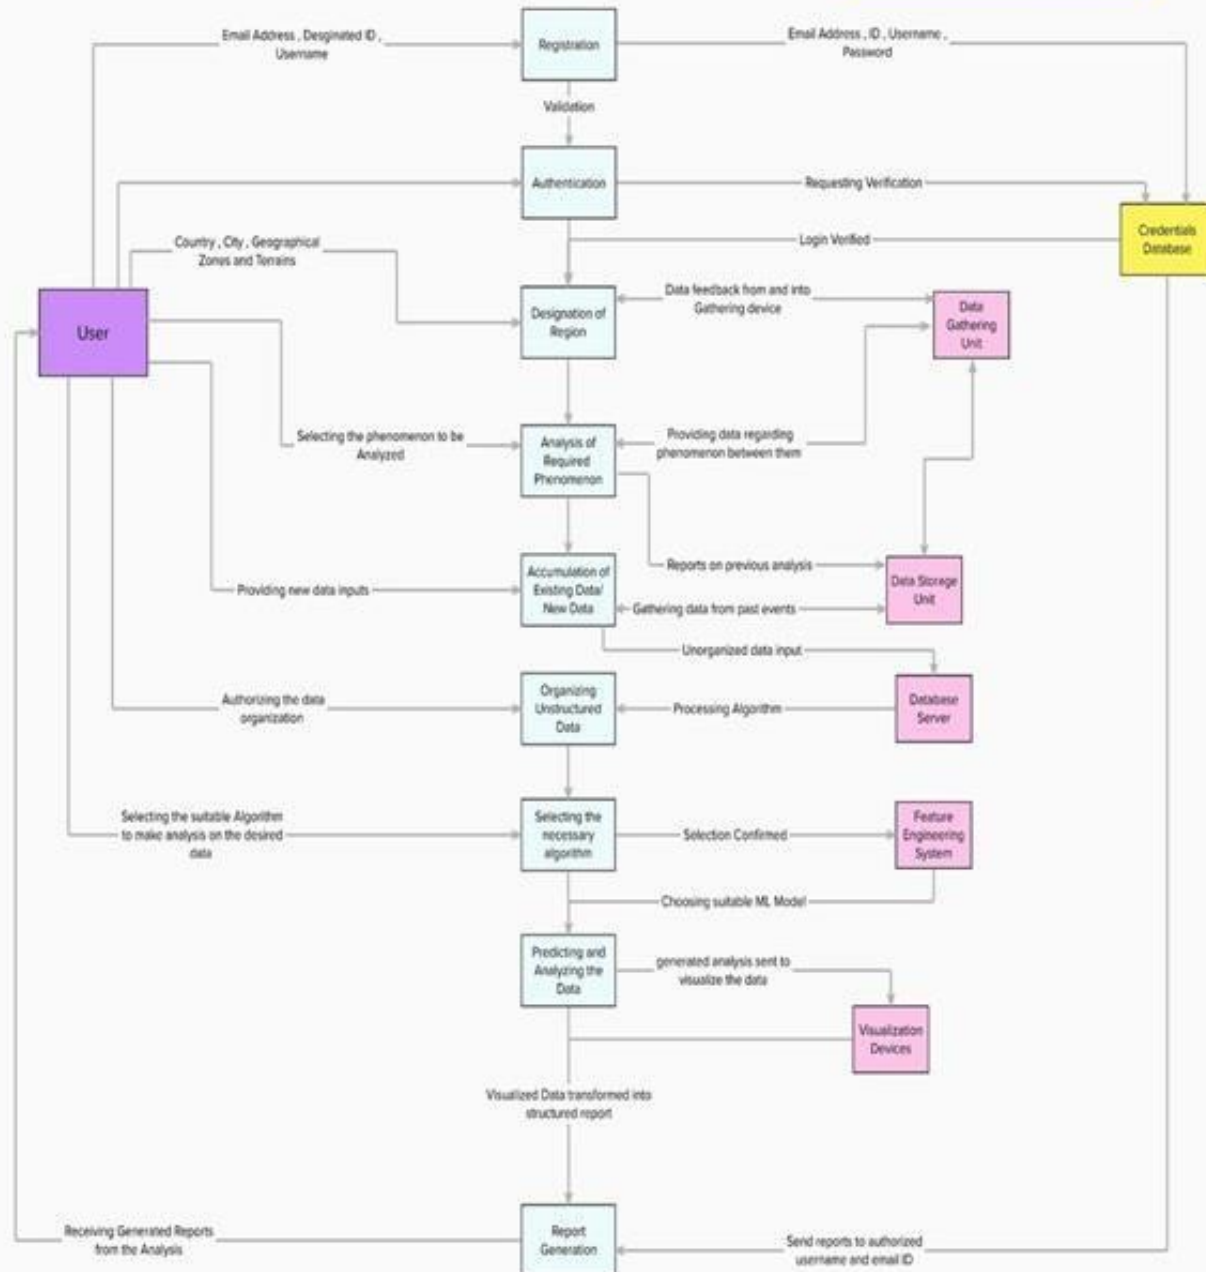 Email Address , Desginated ID ,
Username
Registration
Email Address , ID , Username ,
Password
Validation
Authentication
Requesting Verification
Credentials
Database
Login Verified
Country , City , Geographical
Zones and Terrains
User
Designation of
Region
Data feedback from and into
Gathering device
Data
Gathering
Unit
Selecting the phenomenon to be
Analyzed
Analysis of
Required
Phenomenon
Providing data regarding
phenomenon between them
Reports on previous analysis
Accumulation of
Existing Data/
New Data
Providing new data inputs
Gathering data from past events
Data Storage
Unit
Unorganized data input
Authorizing the data
organization
Organizing
Unstructured
Data
Processing Algorithm
Database
Server
Selecting the suitable Algorithm
to make analysis on the desired
data
Selecting the
necessary
algorithm
Selection Confirmed
Feature
Engineering
System
Choosing suitable ML Model
Predicting and
Analyzing the
Data
generated analysis sent to
visualize the data
Visualization
Devices
Visualized Data transformed into
structured report
Receiving Generated Reports
from the Analysis
Report
Generation
Send reports to authorized
username and email ID